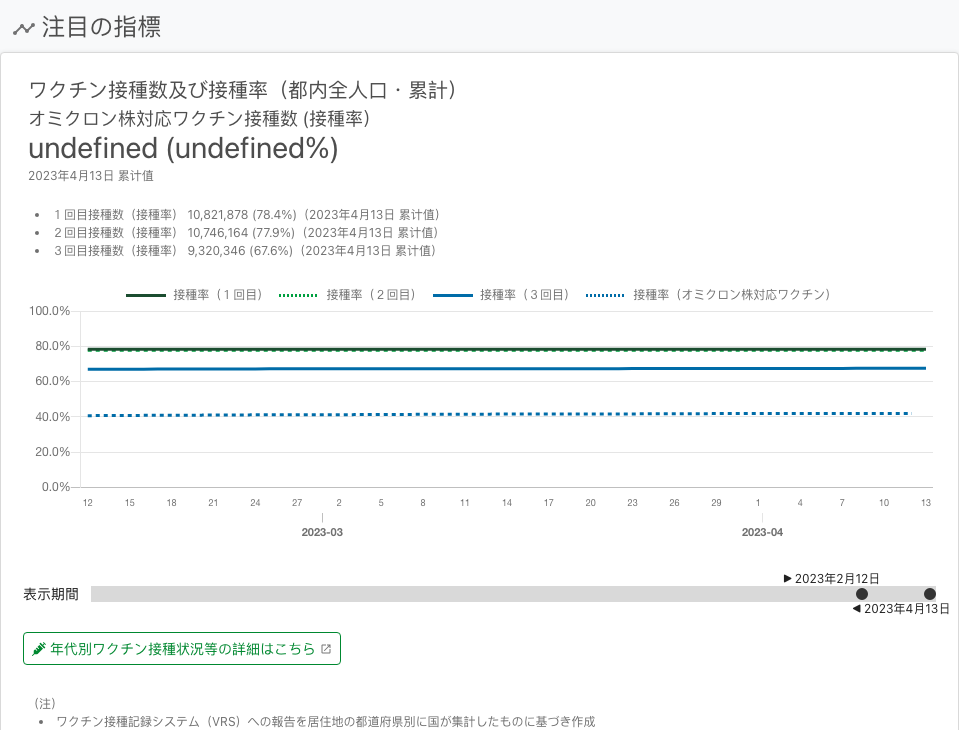 注目の指標
ワクチン接種数及び接種率（都内全人口・累計）
オミクロン株対応ワクチン接種数 (接種率）
undefined (undefined%)
2023年4月13日 累计値
• １回目接種数（接種率） 10,821,878 (78.4%)（2023年4月13日 累计値）
• ２回目接種数（接種率） 10,746,164 (77.9%)（2023年4月13日 累计値）
• ３回目接種数（接種率） 9,320,346 (67.6%)（2023年4月13日 累计値）
接種率（１回目） 接種率（２回目） 接種率（３回目） 接種率（オミクロン株対応ワクチン）
100.0%
80.0%
60.0%
40.0%
20.0%
0.0%
12 15 18 21 24 27 2 5 8 11 14 17 20 23 26 29 1 4 7 10 13
2023-03 2023-04
▶ 2023年2月12日
表示期間
◀ 2023年4月13日
年代別ワクチン接種状況等の詳細はこちら
（注）
• ワクチン接種記録システム（VRS）への報告を居住地の都道府県別に国が集計したものに基づき作成